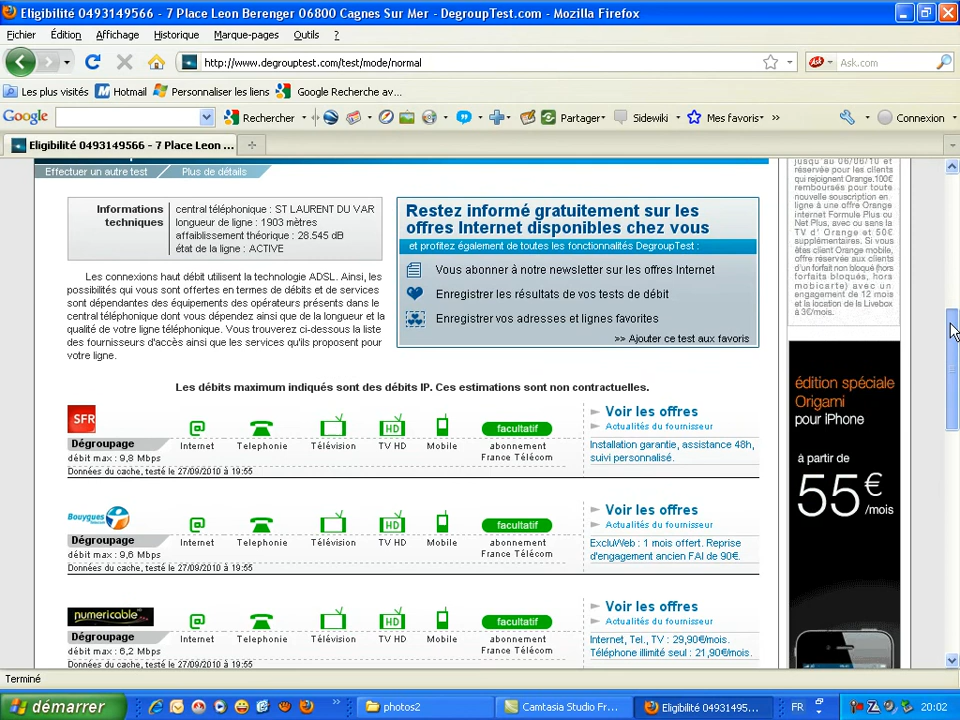 Eligibilité 0493149566 - 7 Place Leon Berenger 06800 Cagnes Sur Mer - DegroupTest.com - Mozilla Firefox
Fichier Édition Affichage Historique Marque-pages Outils ?
http://www.degrouptest.com/test/mode/normal
Ask Ask.com
Les plus visités Hotmail Personnaliser les liens Google Recherche av...
Google Rechercher Partager Sidewiki Mes favoris » Connexion
Eligibilité 0493149566 - 7 Place Leon ...
Effectuer un autre test Plus de détails
Informations techniques
central téléphonique : ST LAURENT DU VAR
longueur de ligne : 1903 mètres
affaiblissement théorique : 28.545 dB
état de la ligne : ACTIVE
Les connexions haut débit utilisent la technologie ADSL. Ainsi, les
possibilités qui vous sont offertes en termes de débits et de services
sont dépendantes des équipements des opérateurs présents dans le
central téléphonique dont vous dépendez ainsi que de la longueur et la
qualité de votre ligne téléphonique. Vous trouverez ci-dessous la liste
des fournisseurs d'accès ainsi que les services qu'ils proposent pour
votre ligne.
Restez informé gratuitement sur les
offres Internet disponibles chez vous
et profitez également de toutes les fonctionnalités DegroupTest :
Vous abonner à notre newsletter sur les offres Internet
Enregistrer les résultats de vos tests de débit
Enregistrer vos adresses et lignes favorites
>> Ajouter ce test aux favoris
jusqu'au 06/06/10 et
réservée pour les clients
qui rejoignent Orange.100€
remboursés pour toute
nouvelle souscription en
ligne à une offre Orange
internet Formule Plus ou
Net Plus, avec ou sans la
TV d' Orange et 50€
supplémentaires. Si vous
êtes client Orange mobile,
offre réservée aux clients
d'un forfait non bloqué (hors
forfaits bloqués, hors
mobicarte) avec un
engagement de 12 mois
et la location de la Livebox
à 3€/mois.
Les débits maximum indiqués sont des débits IP. Ces estimations sont non contractuelles.
SFR
Dégroupage
débit max : 9,8 Mbps
Internet Telephonie Télévision TV HD Mobile
HD
facultatif
abonnement
France Télécom
Données du cache, testé le 27/09/2010 à 19:55
Voir les offres
Actualités du fournisseur
Installation garantie, assistance 48h,
suivi personnalisé.
Bouygues
Telecom
Dégroupage
débit max : 9,6 Mbps
Internet Telephonie Télévision TV HD Mobile
HD
facultatif
abonnement
France Télécom
Données du cache, testé le 27/09/2010 à 19:55
Voir les offres
Actualités du fournisseur
ExcluWeb : 1 mois offert. Reprise
d'engagement ancien FAI de 90€.
numericable
Dégroupage
débit max : 6,2 Mbps
Internet Telephonie Télévision TV HD Mobile
HD
facultatif
abonnement
France Télécom
Données du cache, testé le 27/09/2010 à 19:55
Voir les offres
Actualités du fournisseur
Internet, Tel., TV : 29,90€/mois.
Téléphone illimité seul : 21,90€/mois.
édition spéciale
Origami
pour iPhone
à partir de
55€
/mois
Terminé
démarrer » photos2 Camtasia Studio Fr... Eligibilité 04931495... FR 20:02